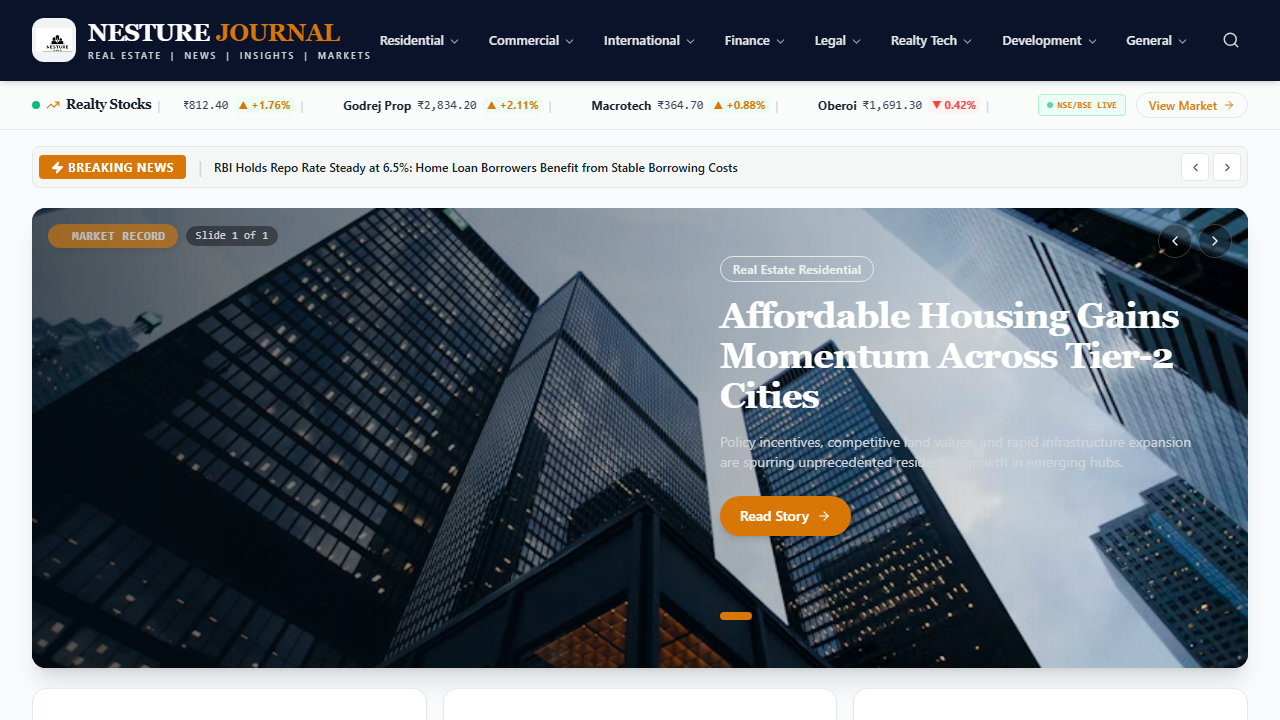 NESTURE
NESTURE JOURNAL
REAL ESTATE | NEWS | INSIGHTS | MARKETS
Residential
Commercial
International
Finance
Legal
Realty Tech
Development
General
Realty Stocks |
₹812.40 ▲ +1.76% |
Godrej Prop ₹2,834.20 ▲ +2.11% |
Macrotech ₹364.70 ▲ +0.88% |
Oberoi ₹1,691.30 ▼ 0.42% |
NSE/BSE LIVE
View Market →
BREAKING NEWS
RBI Holds Repo Rate Steady at 6.5%: Home Loan Borrowers Benefit from Stable Borrowing Costs
MARKET RECORD
Slide 1 of 1
Real Estate Residential
Affordable Housing Gains
Momentum Across Tier-2
Cities
Policy incentives, competitive land values, and rapid infrastructure expansion
are spurring unprecedented residential growth in emerging hubs.
Read Story →